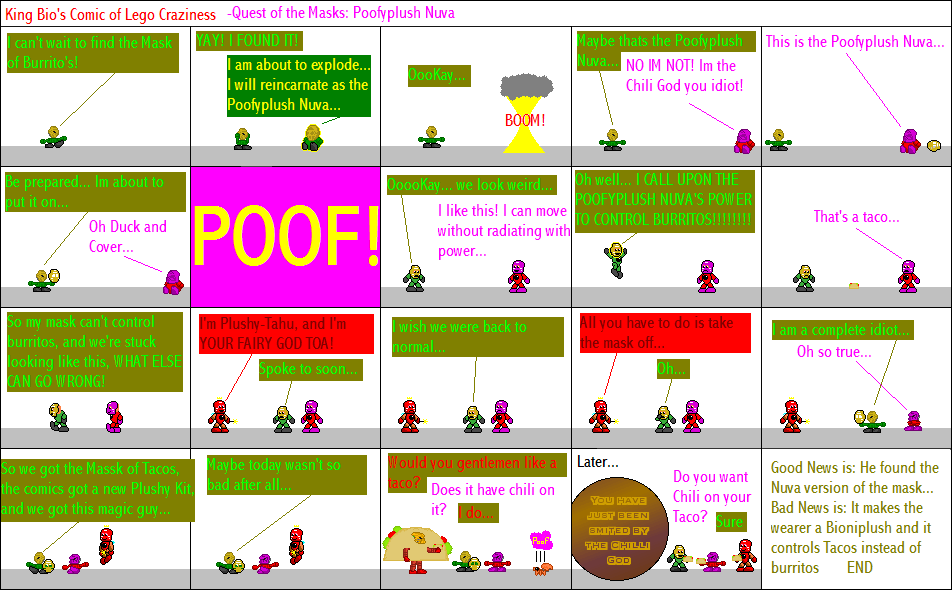 King Bio's Comic of Lego Craziness -Quest of the Masks: Poofyplush Nuva
I can't wait to find the Mask
of Burrito's!
YAY! I FOUND IT!
I am about to explode...
I will reincarnate as the
Poofyplush Nuva...
OooKay...
BOOM!
Maybe thats the Poofyplush
Nuva...
NO IM NOT! Im the
Chili God you idiot!
This is the Poofyplush Nuva...
Be prepared... Im about to
put it on...
Oh Duck and
Cover...
POOF!
OoooKay... we look weird...
I like this! I can move
without radiating with
power...
Oh well... I CALL UPON THE
POOFYPLUSH NUVA'S POWER
TO CONTROL BURRITOS!!!!!!!!
That's a taco...
So my mask can't control
burritos, and we're stuck
looking like this, WHAT ELSE
CAN GO WRONG!
I'm Plushy-Tahu, and I'm
YOUR FAIRY GOD TOA!
Spoke to soon...
I wish we were back to
normal...
All you have to do is take
the mask off...
Oh...
I am a complete idiot...
Oh so true...
So we got the Massk of Tacos,
the comics got a new Plushy Kit,
and we got this magic guy...
Maybe today wasn't so
bad after all...
Would you gentlemen like a
taco?
Does it have chili on
it?
I do...
POOF!
Later...
YOU HAVE
JUST BEEN
SMITED BY
THE CHILLI
GOD
Do you want
Chili on your
Taco?
Sure
Good News is: He found the
Nuva version of the mask...
Bad News is: It makes the
wearer a Bioniplush and it
controls Tacos instead of
burritos END